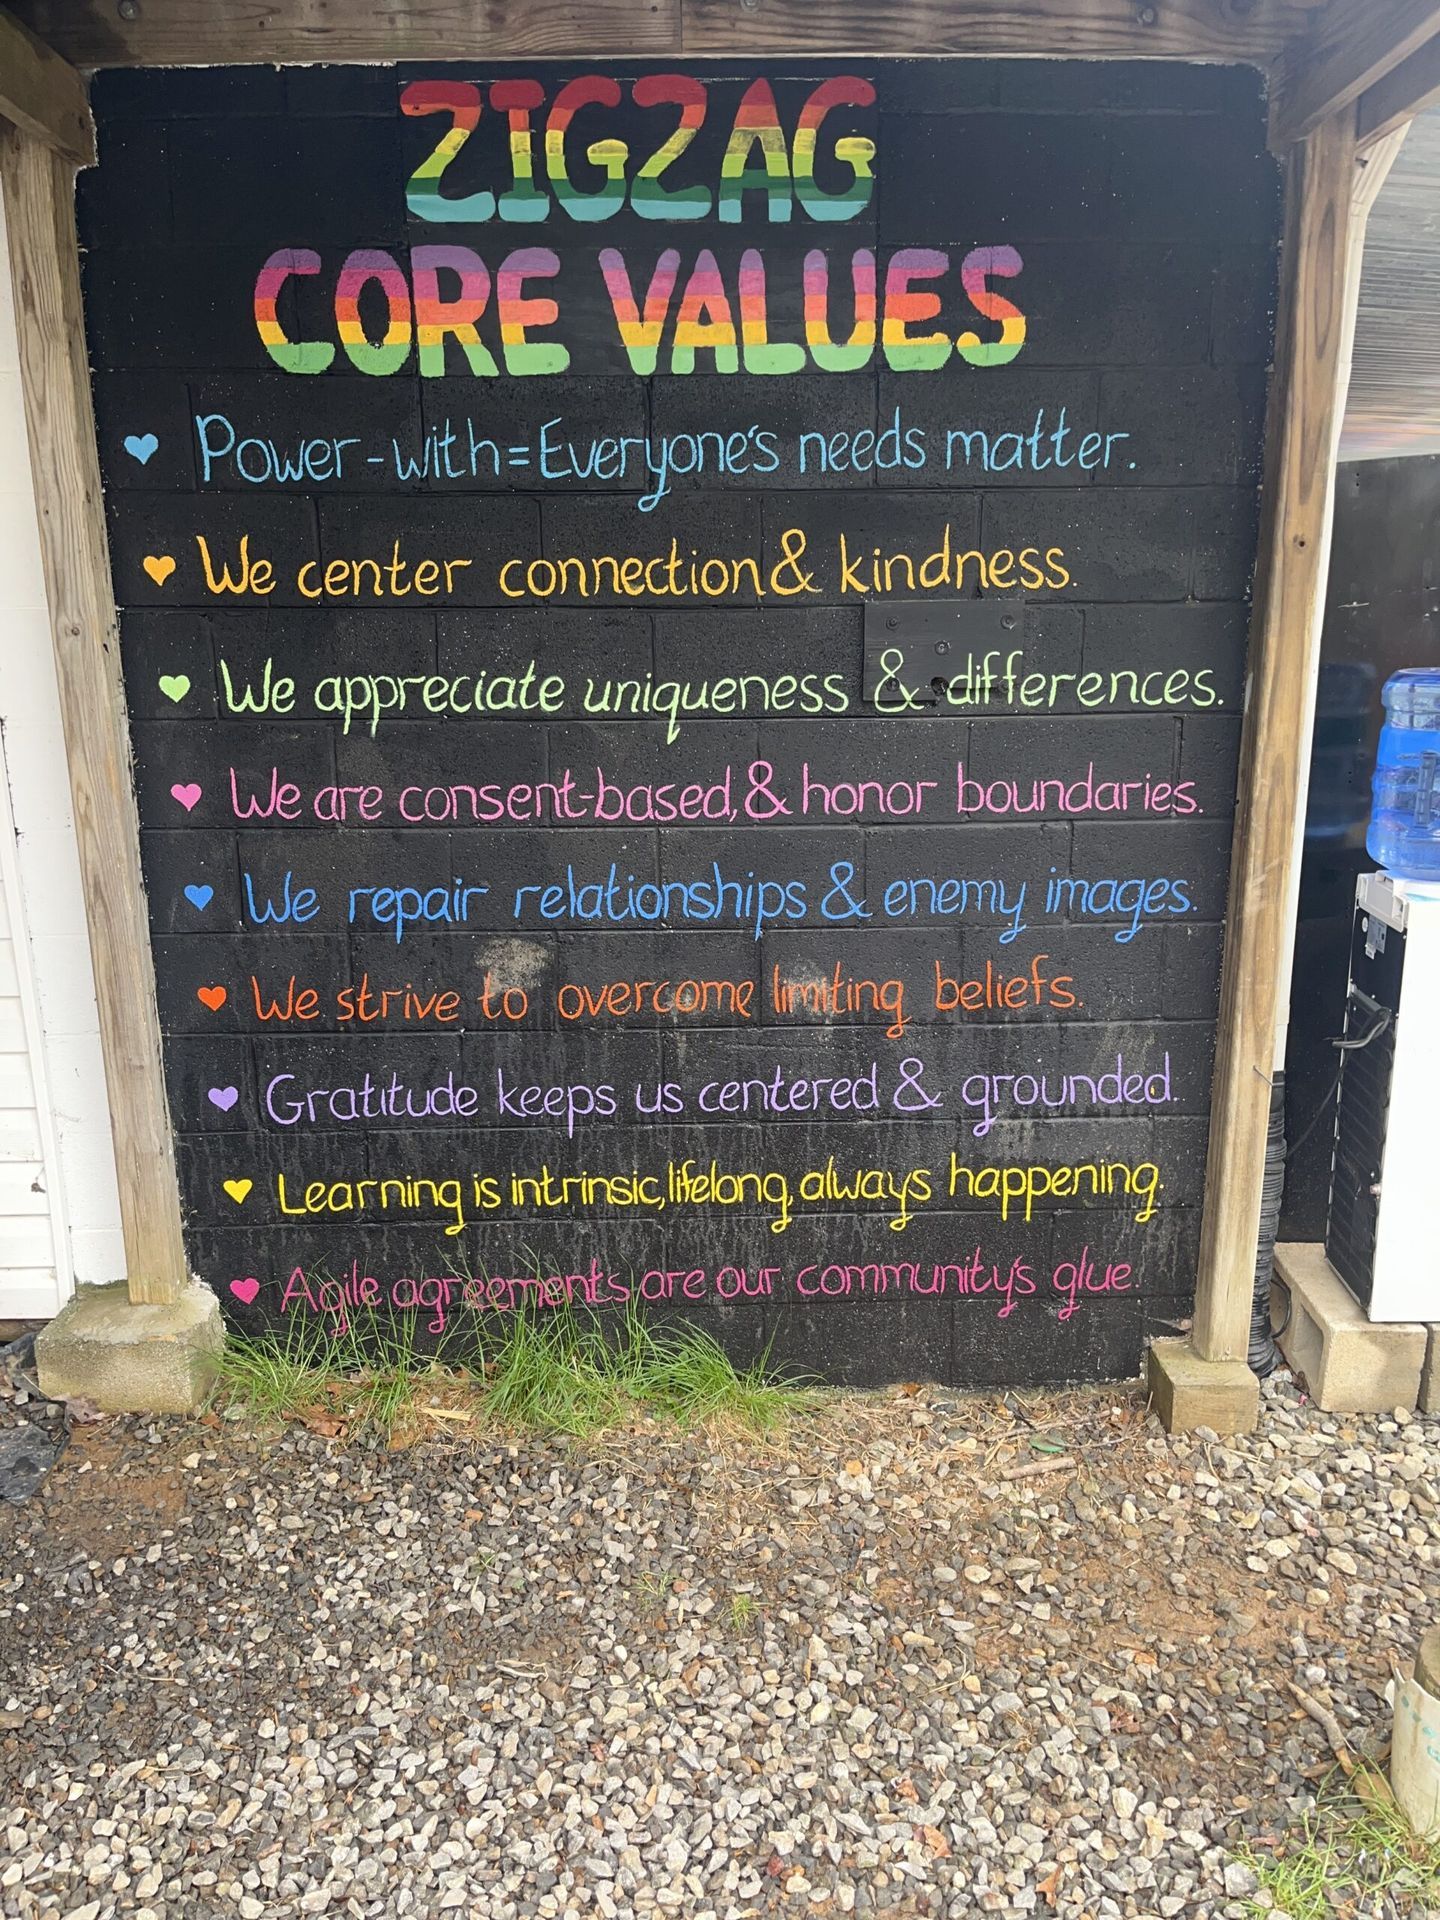 ZIGZAG
CORE VALUES
Power-with=Everyone's needs matter.
We center connection & kindness.
We appreciate uniqueness & differences.
We are consent-based, & honor boundaries.
We repair relationships & enemy images.
We strive to overcome limiting beliefs.
Gratitude keeps us centered & grounded.
Learning is intrinsic, lifelong, always happening.
Agile agreements are our community's glue.